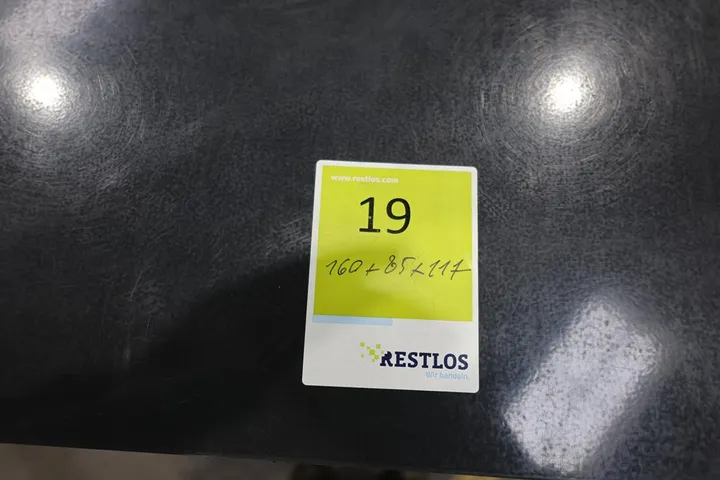 www.restlos.com
19
160 x 85 x 117
RESTLOS
Wir handeln.